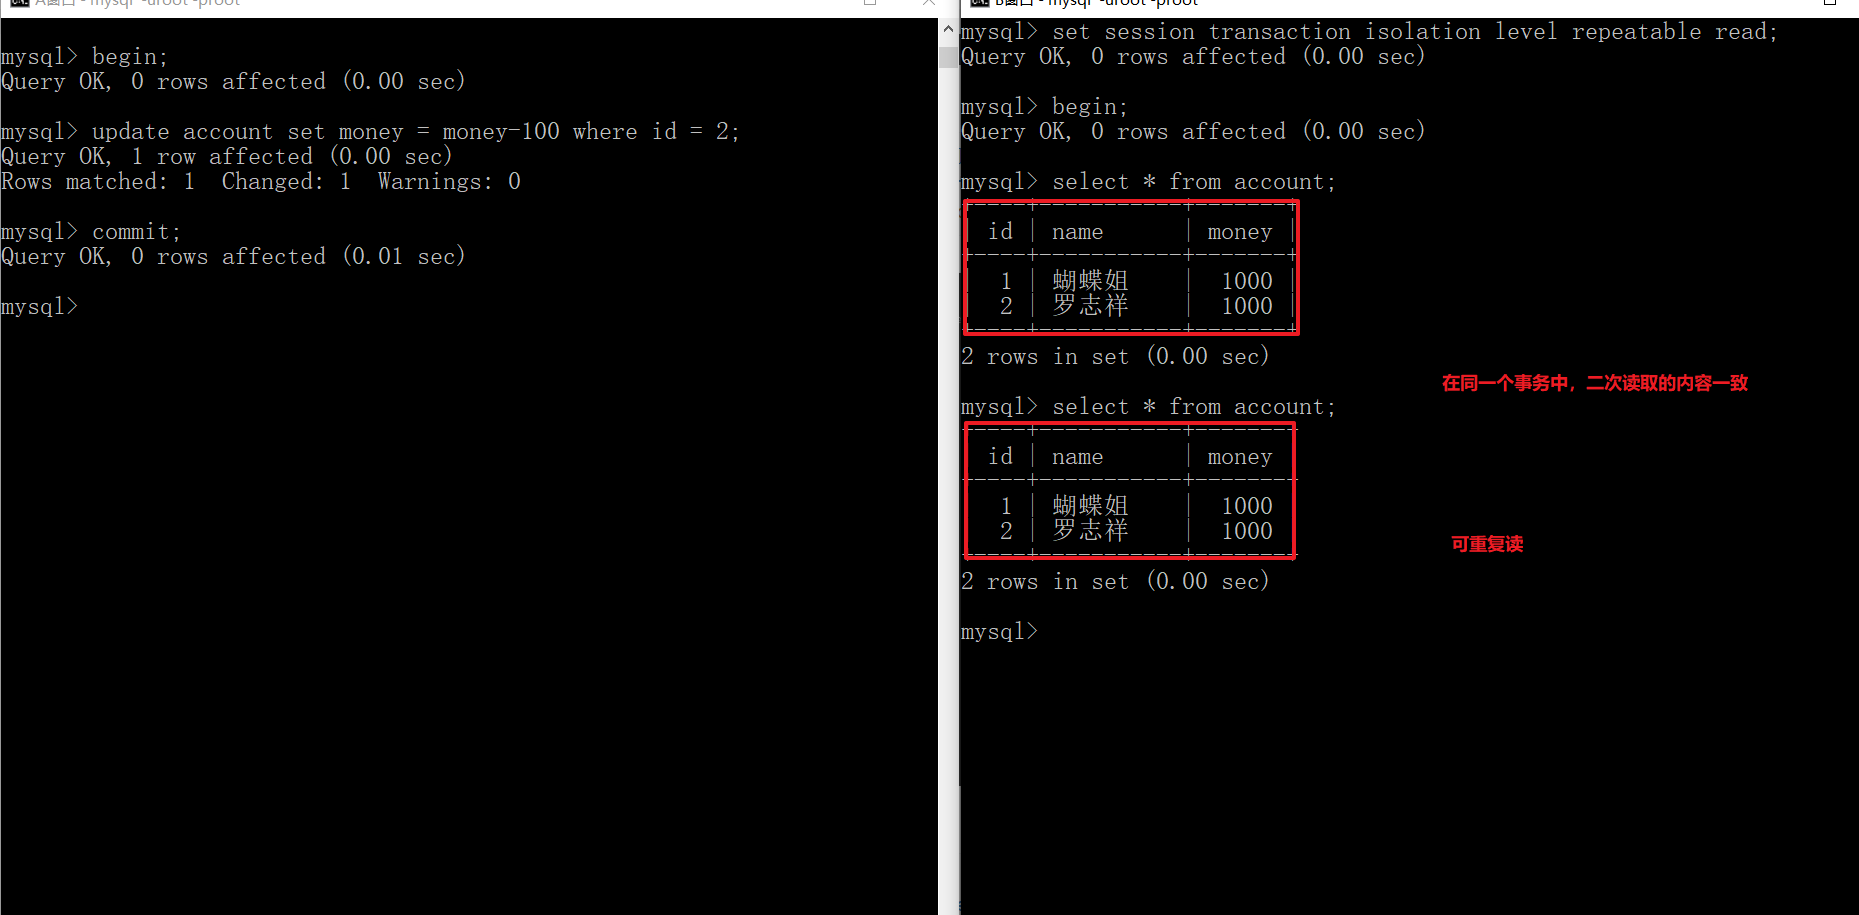 A窗口 - mysql -uroot -proot
mysql> begin;
Query OK, 0 rows affected (0.00 sec)
mysql> update account set money = money-100 where id = 2;
Query OK, 1 row affected (0.00 sec)
Rows matched: 1  Changed: 1  Warnings: 0
mysql> commit;
Query OK, 0 rows affected (0.01 sec)
mysql>
B窗口 - mysql -uroot -proot
mysql> set session transaction isolation level repeatable read;
Query OK, 0 rows affected (0.00 sec)
mysql> begin;
Query OK, 0 rows affected (0.00 sec)
mysql> select * from account;
+----+-----------+-------+
| id | name      | money |
+----+-----------+-------+
|  1 | 蝴蝶姐    |  1000 |
|  2 | 罗志祥    |  1000 |
+----+-----------+-------+
2 rows in set (0.00 sec)
在同一个事务中，二次读取的内容一致
mysql> select * from account;
+----+-----------+-------+
| id | name      | money |
+----+-----------+-------+
|  1 | 蝴蝶姐    |  1000 |
|  2 | 罗志祥    |  1000 |
+----+-----------+-------+
可重复读
2 rows in set (0.00 sec)
mysql>